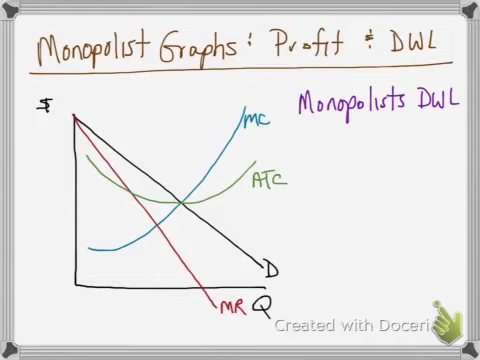 Monopolist Graphs: Profit & DWL
$
Monopolists DWL
MC
ATC
D
MR
Q
Created with Doceri